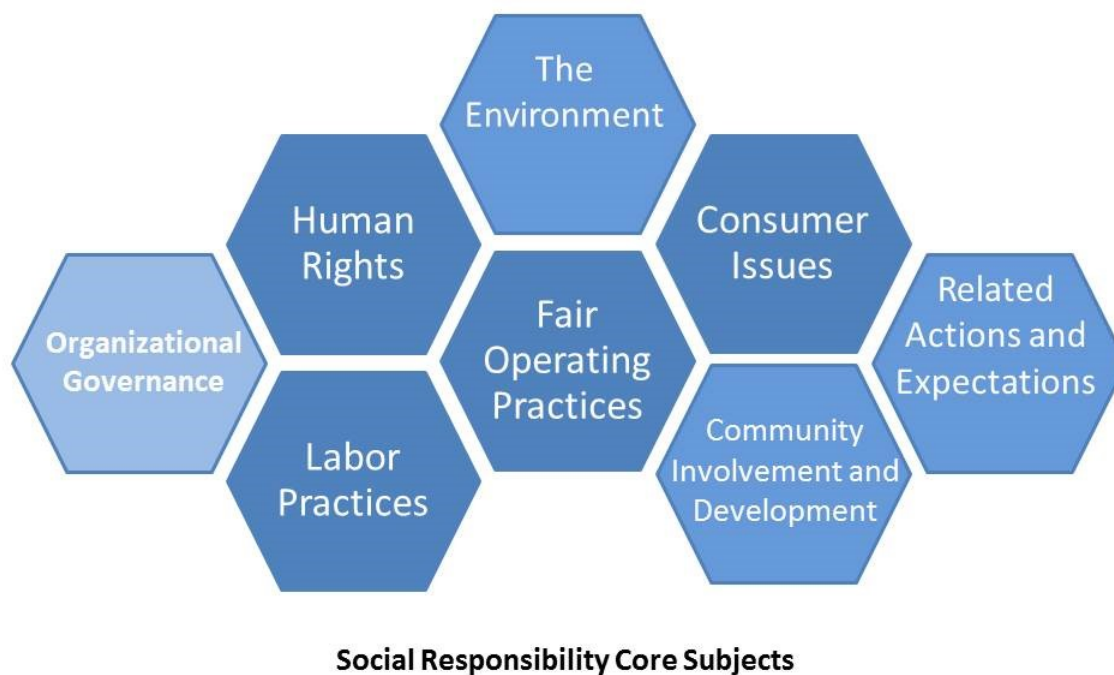 The
Environment
Human
Rights
Consumer
Issues
Organizational
Governance
Fair
Operating
Practices
Related
Actions and
Expectations
Labor
Practices
Community
Involvement and
Development
Social Responsibility Core Subjects